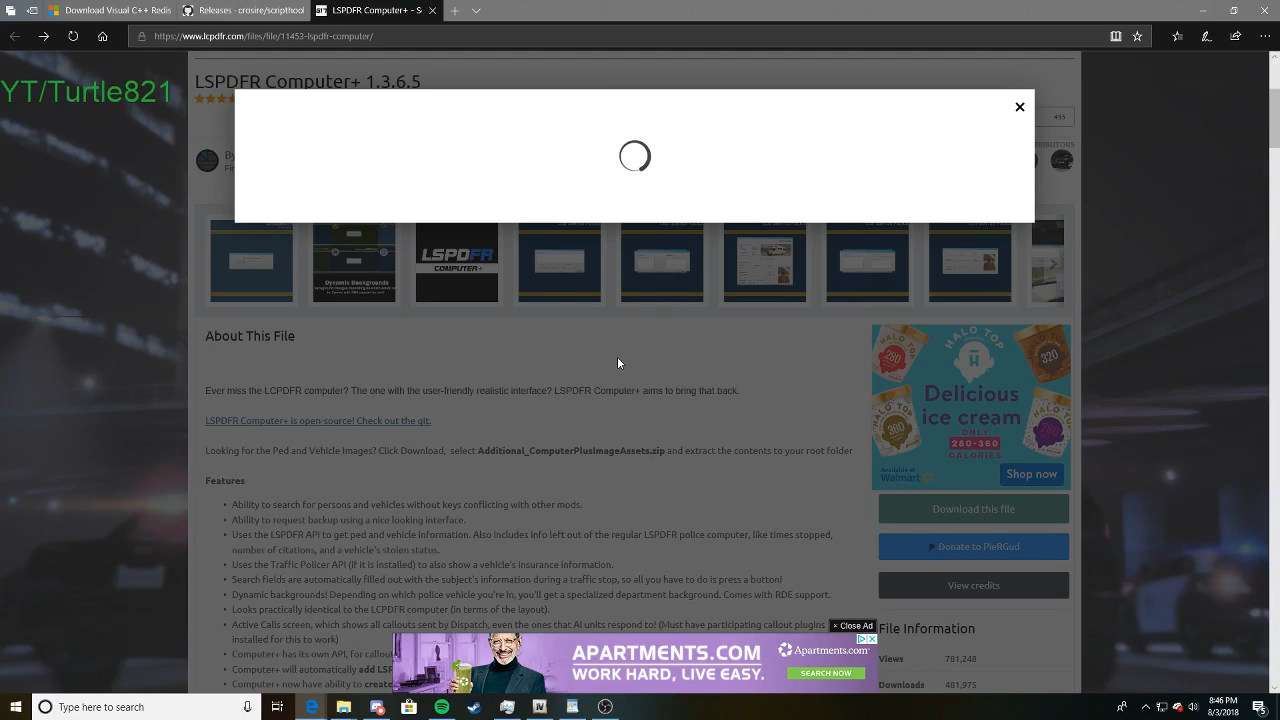 Download Visual C++ Redis
Releases · Microsoft
LSPDFR Computer+
LSPDFR Computer+ - LS
https://www.lcpdfr.com/files/file/11453-lspdfr-computer/
YT/Turtle821
LSPDFR Computer+ 1.3.6.5
455
By
LSPDFR
COMPUTER+
Dynamic Backgrounds
About This File
Ever miss the LCPDFR computer? The one with the user-friendly realistic interface? LSPDFR Computer+ aims to bring that back.
LSPDFR Computer+ is open-source! Check out the git.
Looking for the Ped and Vehicle Images? Click Download, select Additional_ComputerPlusImageAssets.zip and extract the contents to your root folder
Features
• Ability to search for persons and vehicles without keys conflicting with other mods.
• Ability to request backup using a nice looking interface.
• Uses the LSPDFR API to get ped and vehicle information. Also includes info left out of the regular LSPDFR police computer, like times stopped,
number of citations, and a vehicle's stolen status.
• Uses the Traffic Policer API (if it is installed) to also show a vehicle's insurance information.
• Search fields are automatically filled out with the subject's information during a traffic stop, so all you have to do is press a button!
• Dynamic backgrounds! Depending on which police vehicle you're in, you'll get a specialized department background. Comes with RDE support.
• Looks practically identical to the LCPDFR computer (in terms of the layout).
• Active Calls screen, which shows all callouts sent by Dispatch, even the ones that AI units respond to! (Must have participating callout plugins
installed for this to work)
• Computer+ has its own API, for callou
• Computer+ will automatically add LSP
• Computer+ now have ability to create
HALO TOP
280
320
380
Delicious
ice cream
ONLY
280-360
CALORIES
Available at
Walmart
Shop now
Download this file
Donate to PieRGud
View credits
File Information
Views 781,248
Downloads 481,975
× Close Ad
APARTMENTS.COM
WORK HARD, LIVE EASY.
Apartments.com
SEARCH NOW
Type here to search
8:46 PM
8/3/2018